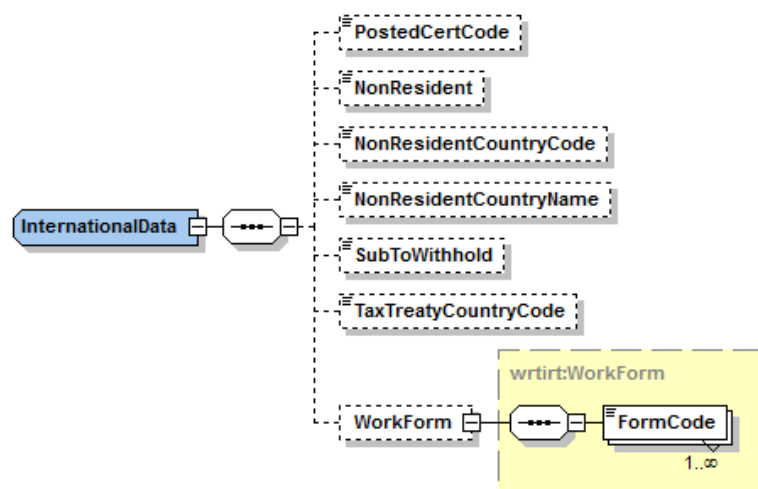 PostedCertCode
NonResident
NonResidentCountryCode
NonResidentCountryName
InternationalData
SubToWithhold
TaxTreatyCountryCode
wrtirt:WorkForm
WorkForm
FormCode
1..∞